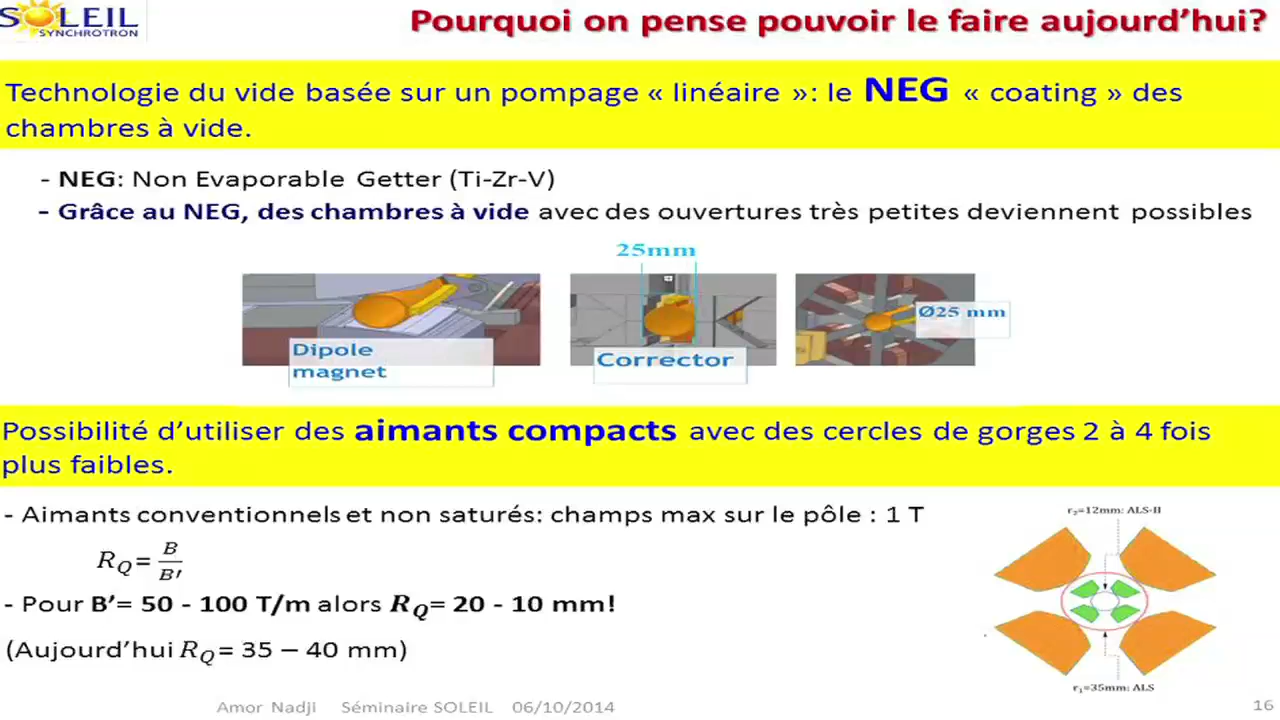 SOLEIL
SYNCHROTRON
Pourquoi on pense pouvoir le faire aujourd’hui?
Technologie du vide basée sur un pompage « linéaire »: le NEG « coating » des
chambres à vide.
- NEG: Non Evaporable Getter (Ti-Zr-V)
- Grâce au NEG, des chambres à vide avec des ouvertures très petites deviennent possibles
25mm
Ø25 mm
Dipole
magnet
Corrector
Possibilité d’utiliser des aimants compacts avec des cercles de gorges 2 à 4 fois
plus faibles.
- Aimants conventionnels et non saturés: champs max sur le pôle : 1 T
R_Q = B/B'
- Pour B’= 50 - 100 T/m alors R_Q= 20 - 10 mm!
(Aujourd’hui R_Q= 35 – 40 mm)
r₂=12mm: ALS-II
r₁=35mm: ALS
Amor Nadji Séminaire SOLEIL 06/10/2014
16